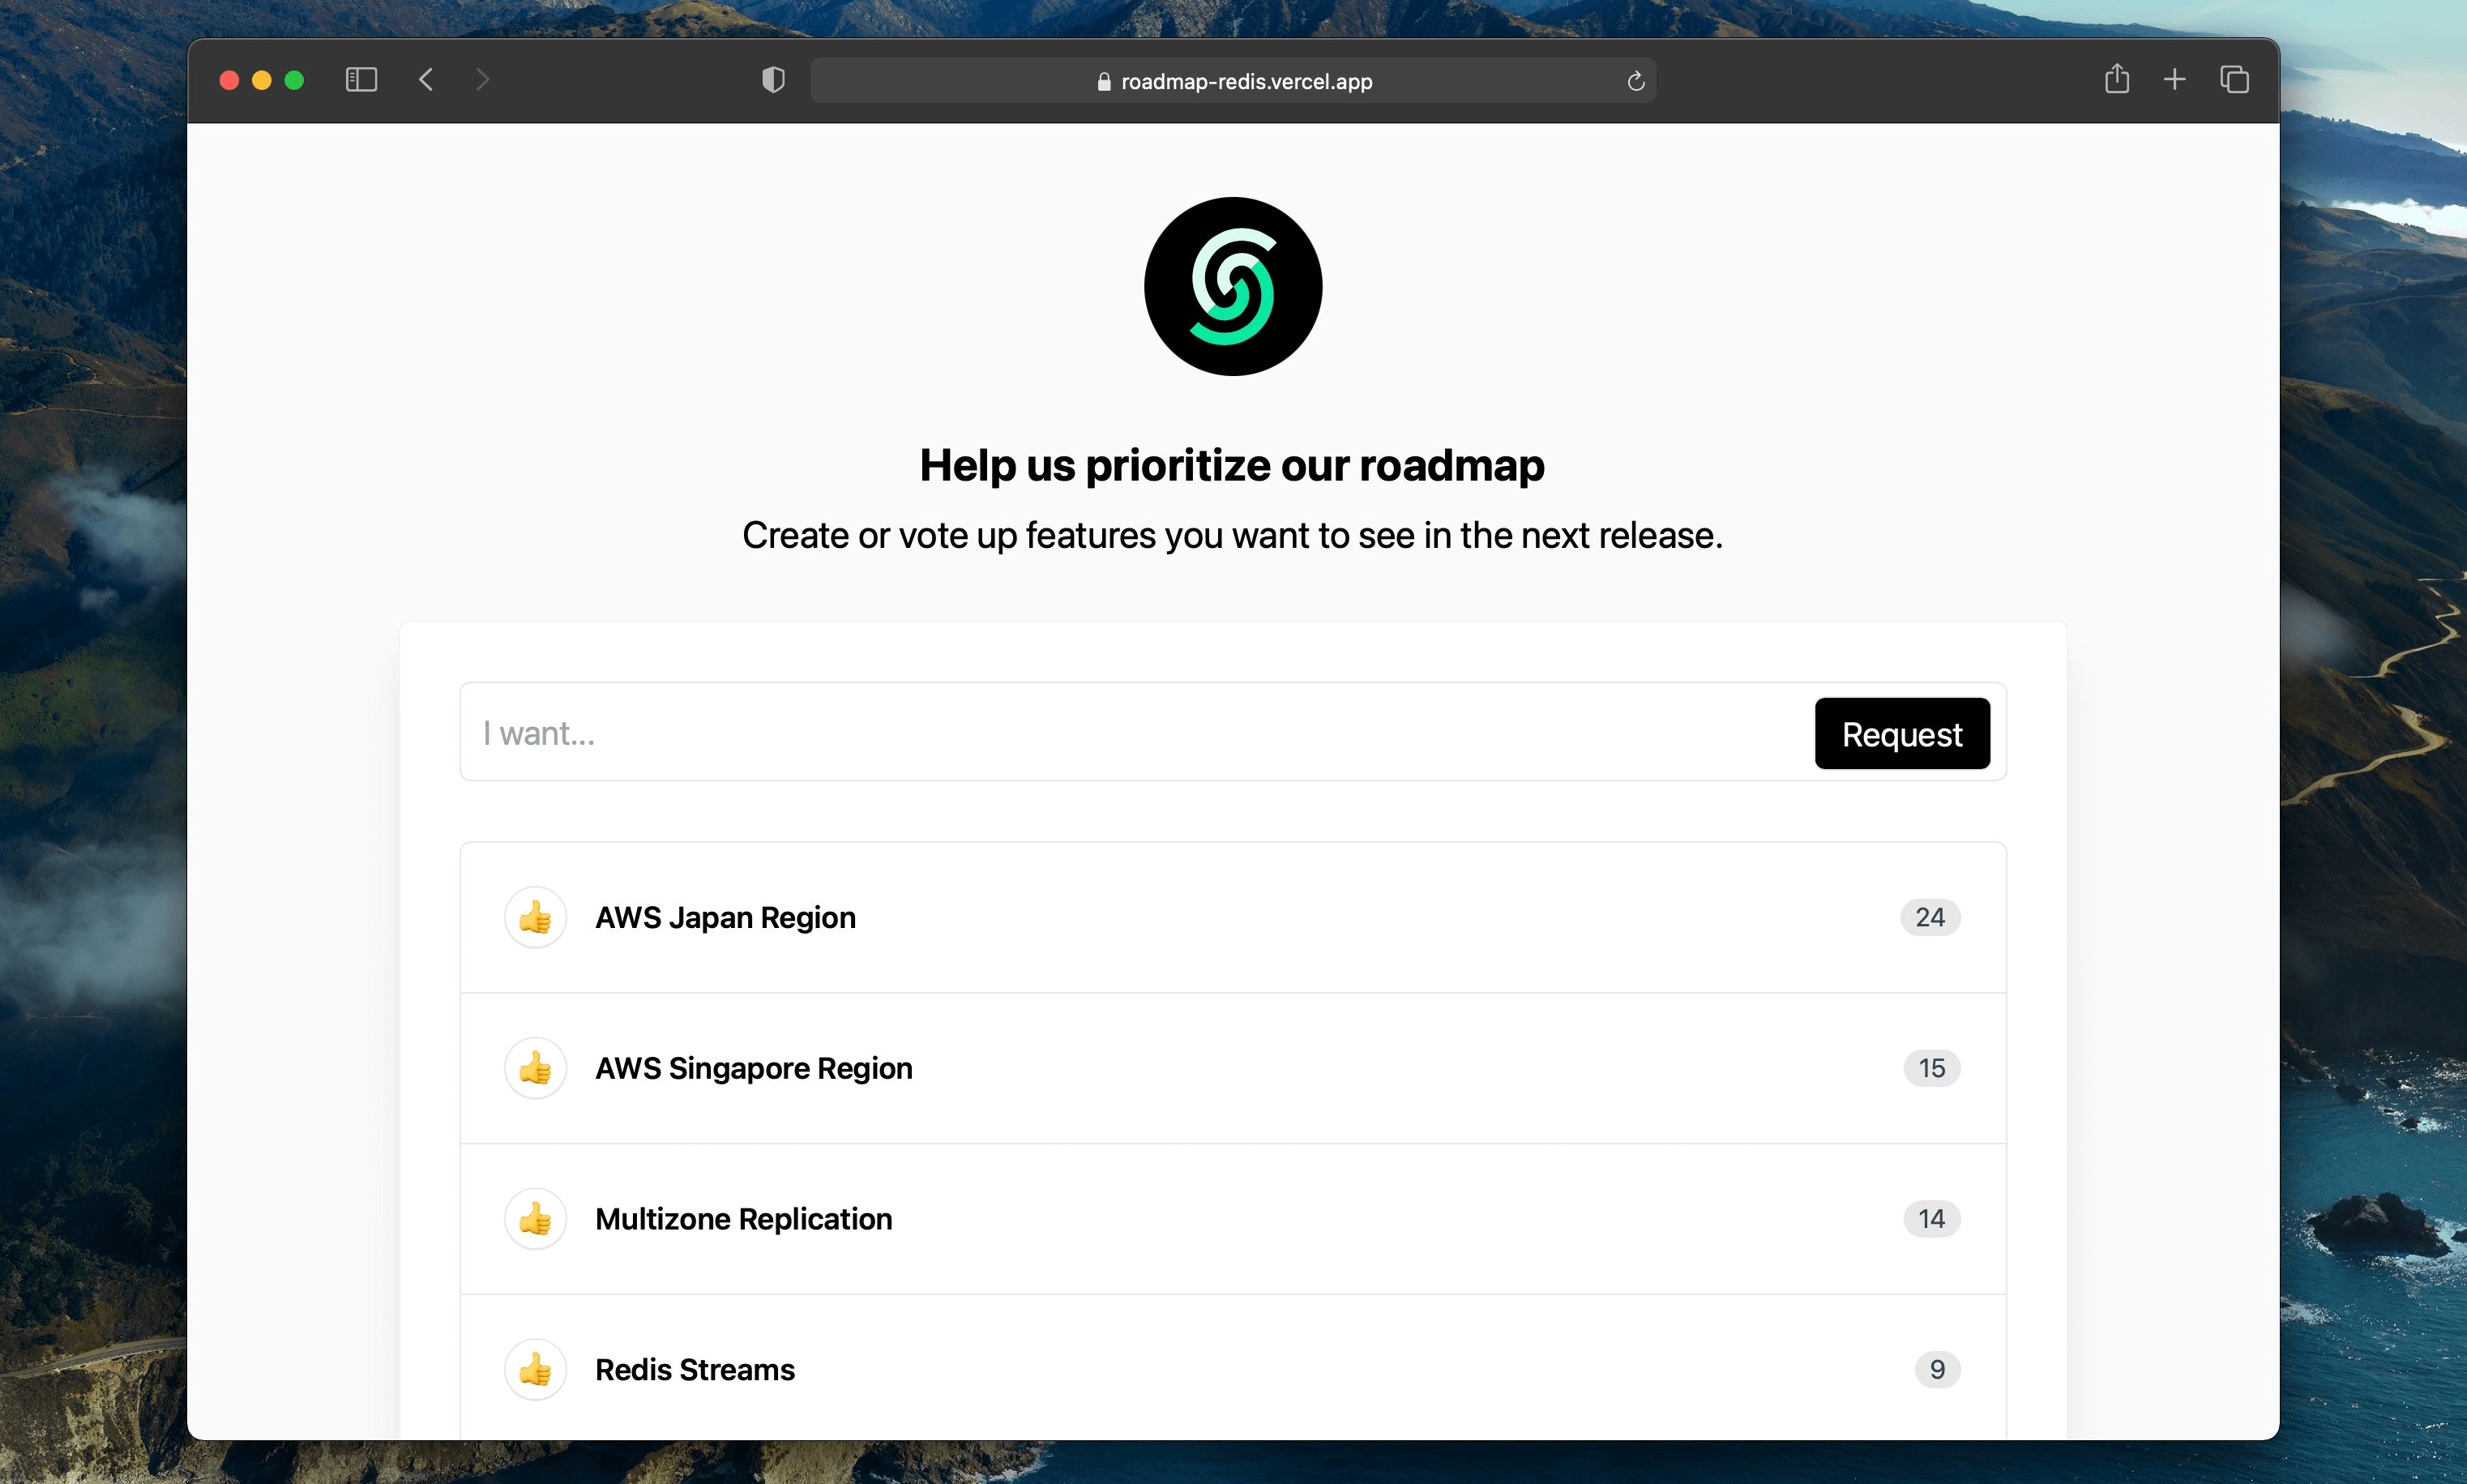 roadmap-redis.vercel.app
Help us prioritize our roadmap
Create or vote up features you want to see in the next release.
I want...
Request
AWS Japan Region
24
AWS Singapore Region
15
Multizone Replication
14
Redis Streams
9